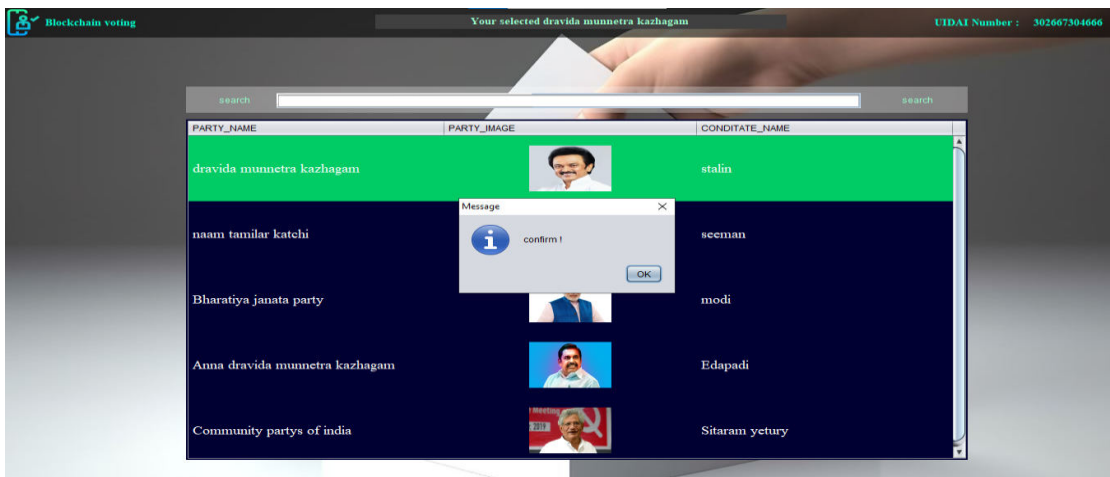 Blockchain voting
Your selected dravida munnetra kazhagam
UIDAI Number : 302667304666
search
search
PARTY_NAME PARTY_IMAGE CONDITATE_NAME
dravida munnetra kazhagam stalin
Message
confirm !
OK
naam tamilar katchi seeman
Bharatiya janata party modi
Anna dravida munnetra kazhagam Edapadi
Meeting
2019
Community partys of india Sitaram yetury